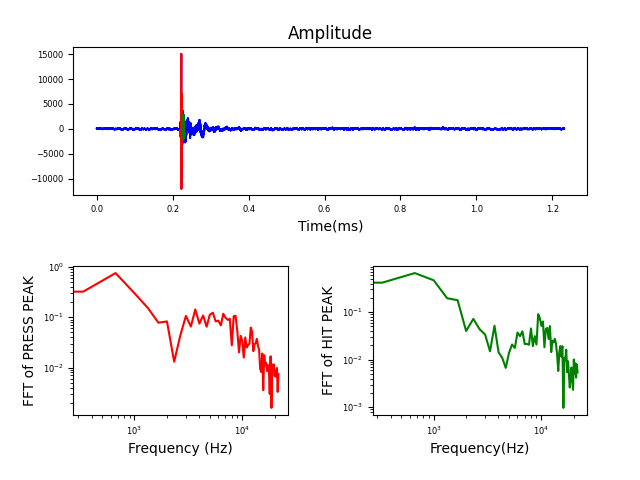 Amplitude
15000
10000
5000
0
−5000
−10000
0.0 0.2 0.4 0.6 0.8 1.0 1.2
Time(ms)
FFT of PRESS PEAK
10⁰
10⁻¹
10⁻²
10³ 10⁴
Frequency (Hz)
FFT of HIT PEAK
10⁻¹
10⁻²
10⁻³
10³ 10⁴
Frequency(Hz)